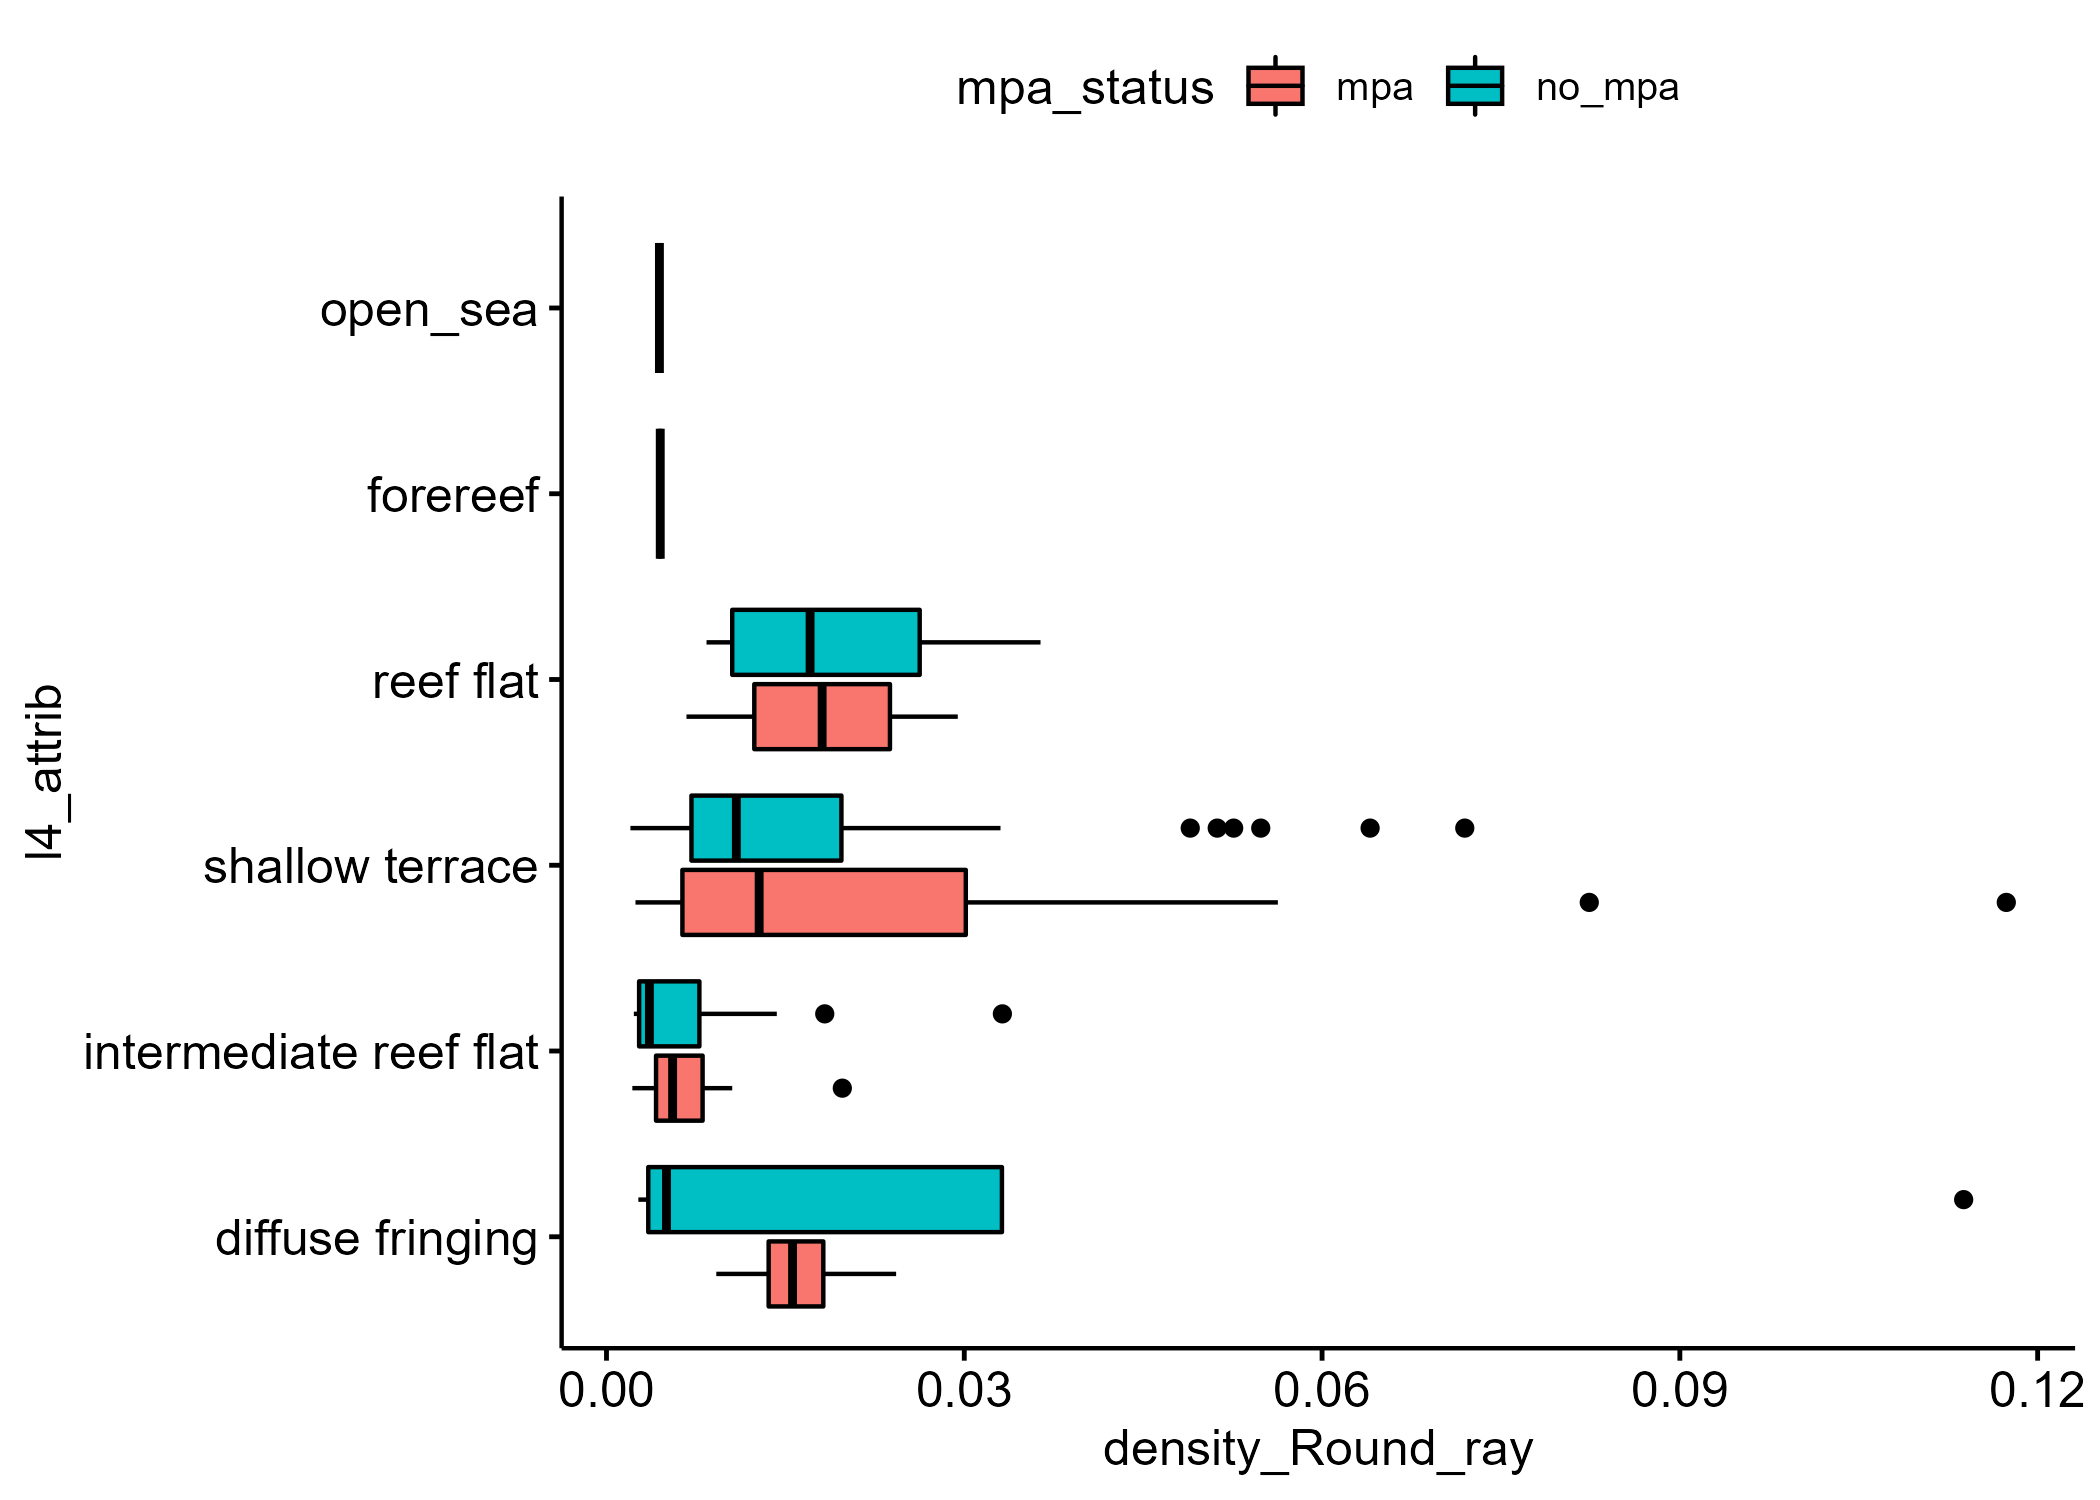 mpa_status mpa no_mpa
open_sea
forereef
reef flat
shallow terrace
intermediate reef flat
diffuse fringing
l4_attrib
0.00 0.03 0.06 0.09 0.12
density_Round_ray